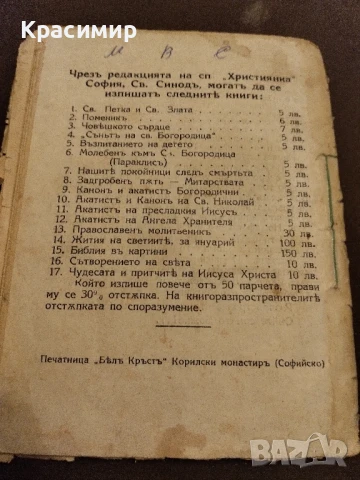 Красимир
М В С
Чрезъ редакцията на сп „Християнка"
София, Св. Синодъ, могатъ да се
изпишатъ следнитѣ книги:
1. Св. Петка и Св. Злата . . . 5 лв.
2. Поменикъ . . . 6 лв.
3. Човѣшкото сърдце . . . 7 лв.
4. „Сънътъ на св. Богородица" . . . 5 лв.
5. Възпитанието на детето . . . 5 лв.
6. Молебенъ къмъ Св. Богородица
(Параклисъ) . . . 5 лв.
7. Нашитѣ покойници следъ смъртьта . 5 лв.
8. Задгробенъ пѫть — Митарствата . 5 лв.
9. Канонъ и акатистъ Богородични . . 5 лв.
10. Акатистъ и Канонъ на Св. Николай . 5 лв.
11. Акатистъ на пресладкия Иисусъ . . 5 лв.
12. Акатистъ на Ангела Хранителя . . 5 лв.
13. Православенъ молитвеникъ . . . 30 лв.
14. Жития на светиитѣ, за януарий . . 100 лв.
15. Библия въ картини . . . 150 лв.
16. Сътворението на свѣта . . . 10 лв.
17. Чудесата и притчитѣ на Иисуса Христа 10 лв.
Който изпише повече отъ 50 парчета, прави
му се 30% отстѫпка. На книгоразпространителитѣ
отстѫпката по споразумение.
Печатница „Бѣлъ Кръстъ" Корилски монастиръ (Софийско)
BAZAR
bg